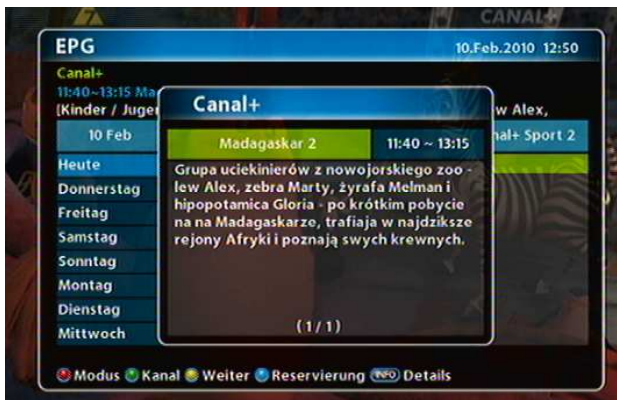 CANAL+
EPG 10.Feb.2010 12:50
Canal+
11:40~13:15 Ma
[Kinder / Juger w Alex,
10 Feb nal+ Sport 2
Heute
Donnerstag
Freitag
Samstag
Sonntag
Montag
Dienstag
Mittwoch
Canal+
Madagaskar 2 11:40 ~ 13:15
Grupa uciekinierów z nowojorskiego zoo -
lew Alex, zebra Marty, żyrafa Melman i
hipopotamica Gloria - po krótkim pobycie
na na Madagaskarze, trafiaja w najdziksze
rejony Afryki i poznają swych krewnych.
(1/1)
Modus Kanal Weiter Reservierung INFO Details